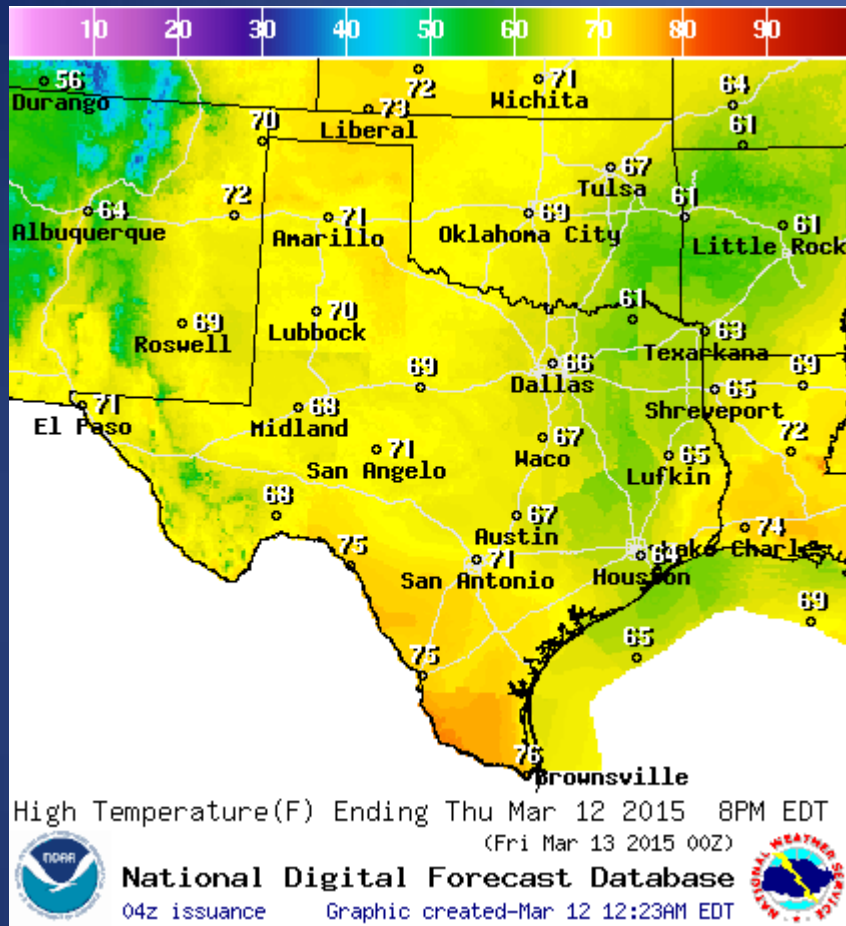 10 20 30 40 50 60 70 80 90
56
Durango
72
71
Wichita
64
73
Liberal
70
61
67
Tulsa
64
Albuquerque
72
71
Amarillo
69
Oklahoma City
61
61
Little Rock
69
Roswell
70
Lubbock
61
63
Texarkana
66
Dallas
69
69
65
Shreveport
71
El Paso
68
Midland
71
San Angelo
67
Waco
65
Lufkin
72
68
67
Austin
74
Lake Charles
75
71
San Antonio
64
Houston
69
65
75
76
Brownsville
High Temperature(F) Ending Thu Mar 12 2015 8PM EDT
(Fri Mar 13 2015 00Z)
NOAA
National Digital Forecast Database
04z issuance Graphic created-Mar 12 12:23AM EDT
NATIONAL WEATHER SERVICE